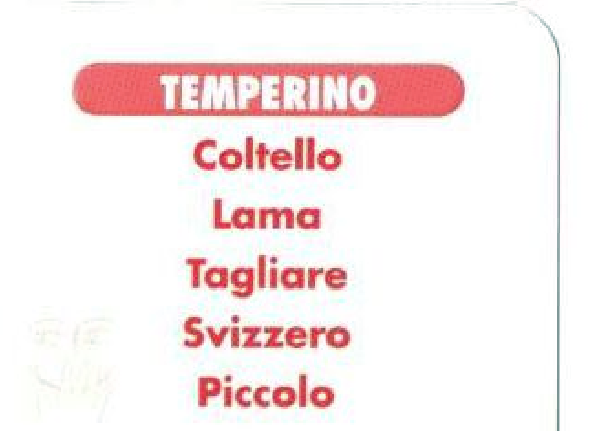 TEMPERINO
Coltello
Lama
Tagliare
Svizzero
Piccolo